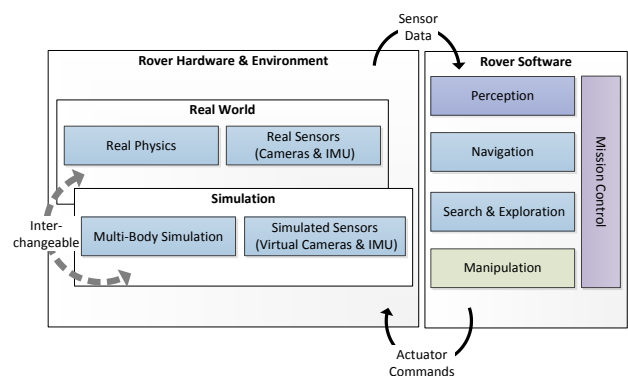 Sensor
Data
Rover Hardware & Environment
Rover Software
Real World
Real Physics
Real Sensors
(Cameras & IMU)
Simulation
Multi-Body Simulation
Simulated Sensors
(Virtual Cameras & IMU)
Inter-
changeable
Perception
Navigation
Search & Exploration
Manipulation
Mission Control
Actuator
Commands